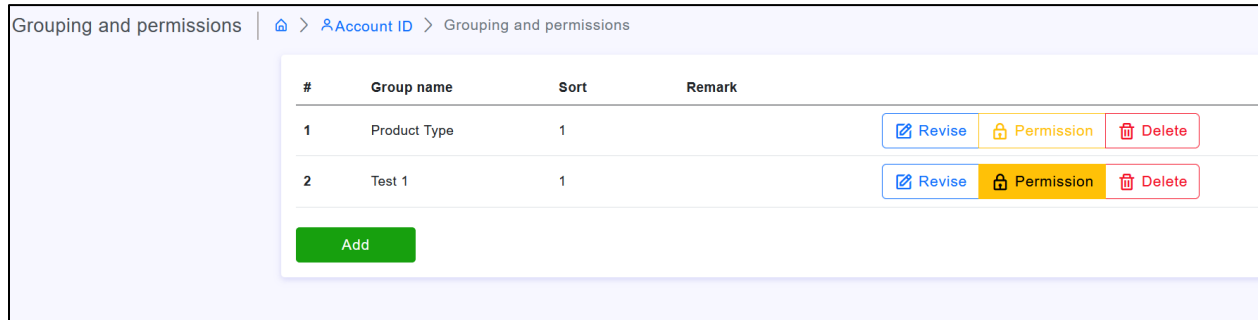 Grouping and permissions
Account ID > Grouping and permissions
# Group name Sort Remark
1 Product Type 1 Revise Permission Delete
2 Test 1 1 Revise Permission Delete
Add